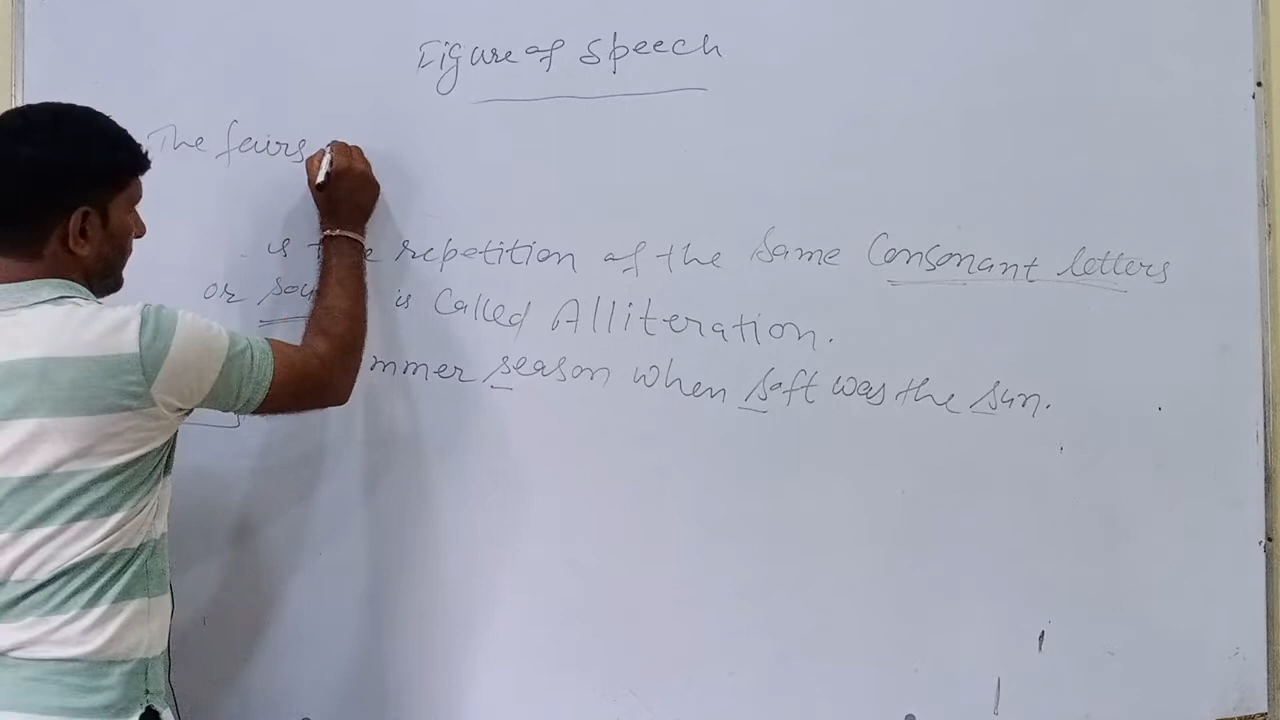 Figure of speech
The fairs
is the repetition of the same Consonant letters
or is Called Alliteration.
mmer season when soft was the sun.